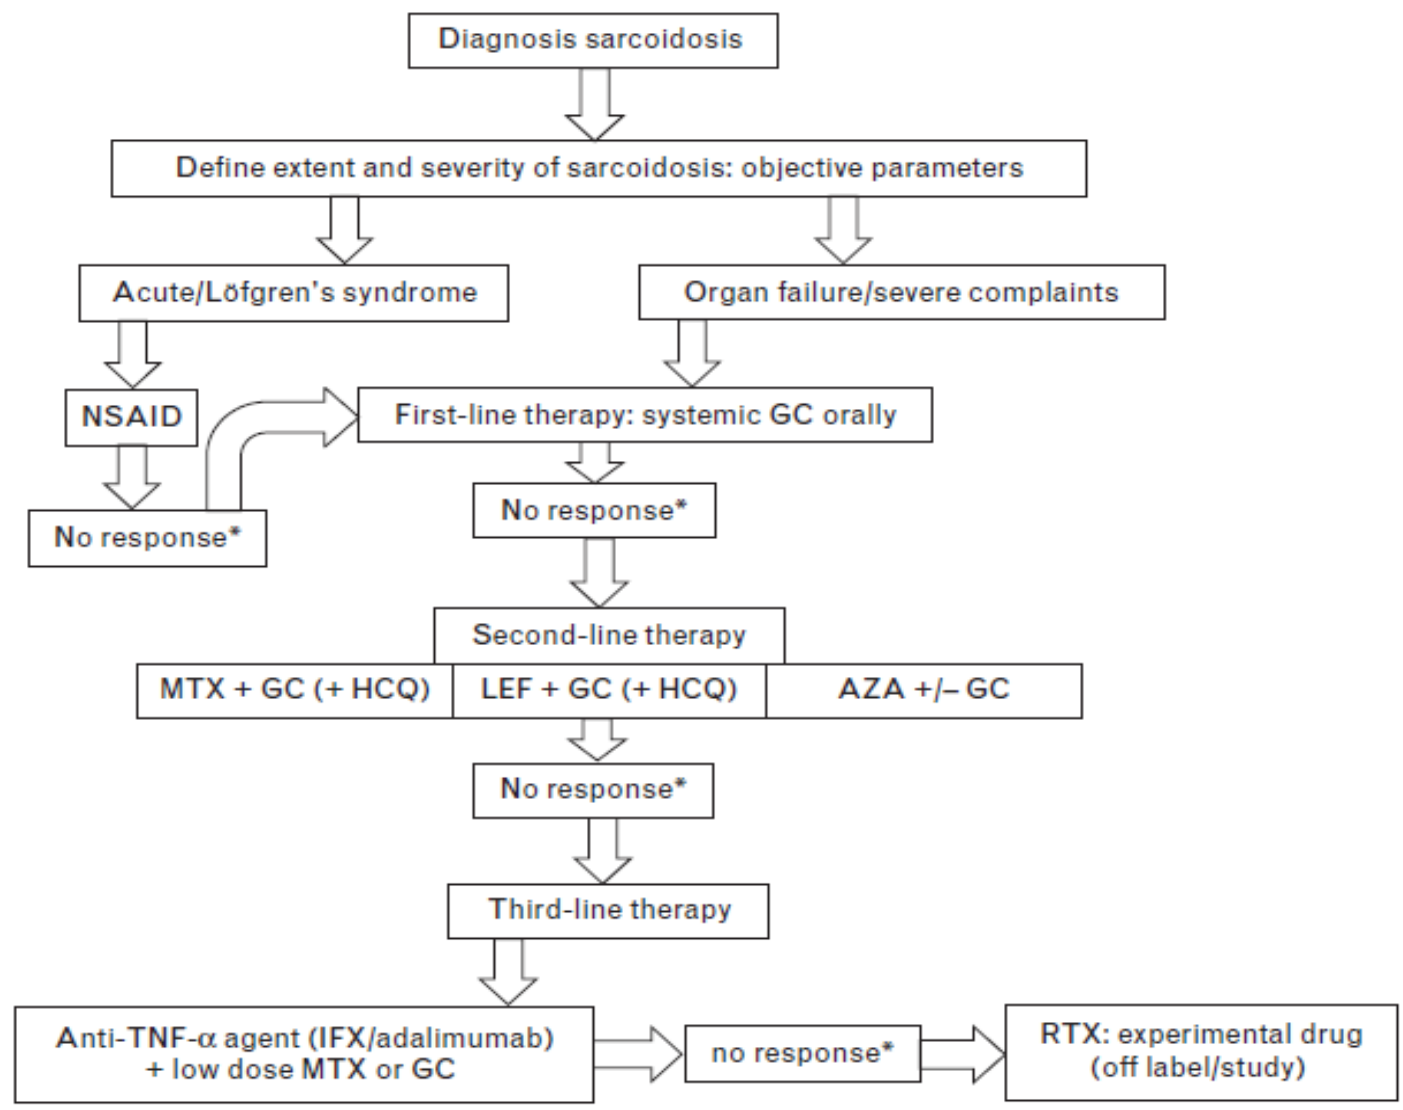 Diagnosis sarcoidosis
Define extent and severity of sarcoidosis: objective parameters
Acute/Löfgren's syndrome
Organ failure/severe complaints
NSAID
First-line therapy: systemic GC orally
No response*
No response*
Second-line therapy
MTX + GC (+ HCQ)
LEF + GC (+ HCQ)
AZA +/– GC
No response*
Third-line therapy
Anti-TNF-α agent (IFX/adalimumab)
+ low dose MTX or GC
no response*
RTX: experimental drug
(off label/study)